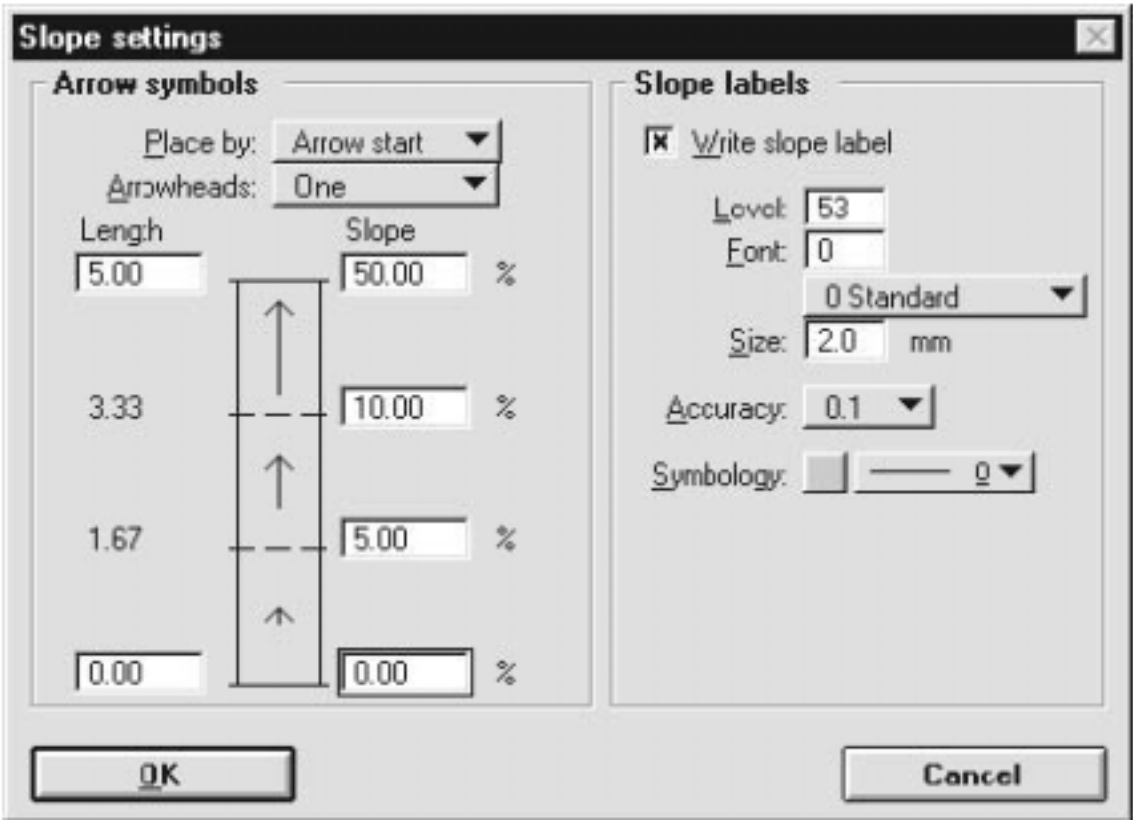 Slope settings
Arrow symbols
Place by: Arrow start
Arrowheads: One
Length Slope
5.00 50.00 %
3.33 10.00 %
1.67 5.00 %
0.00 0.00 %
Slope labels
Write slope label
Level: 53
Font: 0
0 Standard
Size: 2.0 mm
Accuracy: 0.1
Symbology: 0
OK Cancel